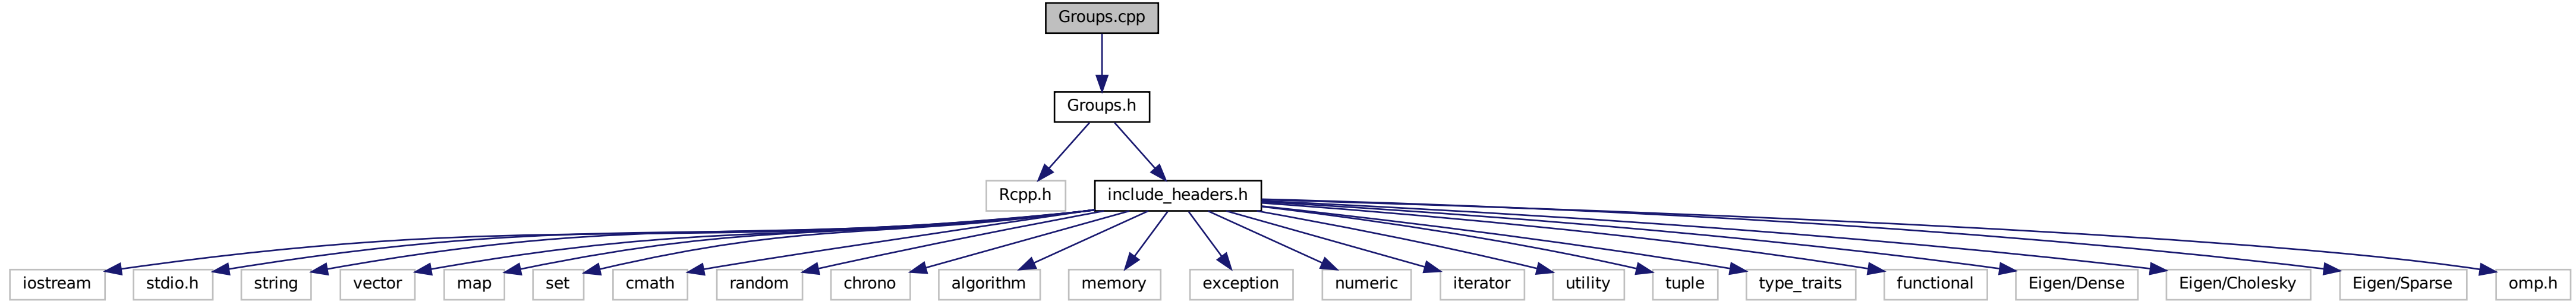 Groups.cpp
Groups.h
Rcpp.h
include_headers.h
iostream
stdio.h
string
vector
map
set
cmath
random
chrono
algorithm
memory
exception
numeric
iterator
utility
tuple
type_traits
functional
Eigen/Dense
Eigen/Cholesky
Eigen/Sparse
omp.h